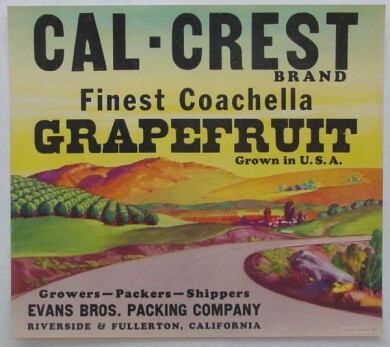 CAL-CREST
BRAND
Finest Coachella
GRAPEFRUIT
Grown in U.S.A.
Growers—Packers—Shippers
EVANS BROS. PACKING COMPANY
RIVERSIDE & FULLERTON, CALIFORNIA